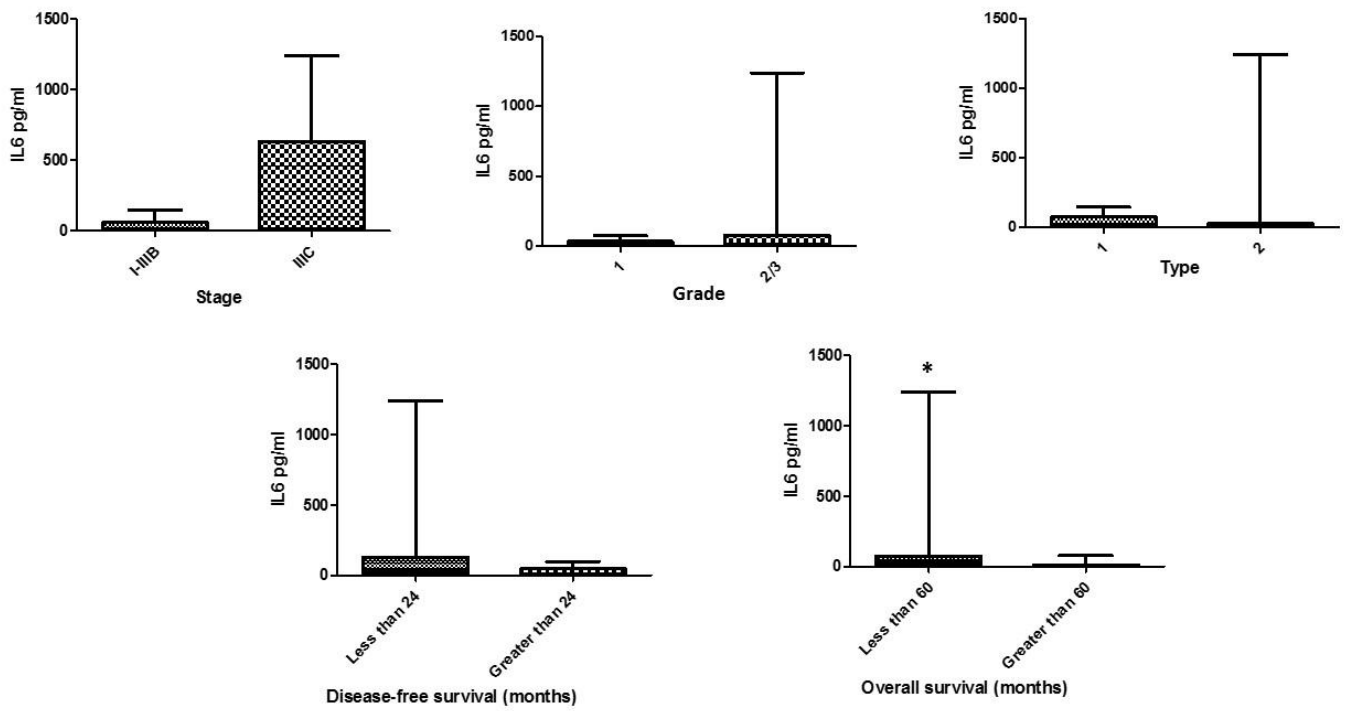 1500
1000
500
0
IL6 pg/ml
I-IIIB
IIIC
Stage
1500
1000
500
0
IL6 pg/ml
1
2/3
Grade
1500
1000
500
0
IL6 pg/ml
1
2
Type
1500
1000
500
0
IL6 pg/ml
Less than 24
Greater than 24
Disease-free survival (months)
1500
1000
500
0
IL6 pg/ml
*
Less than 60
Greater than 60
Overall survival (months)